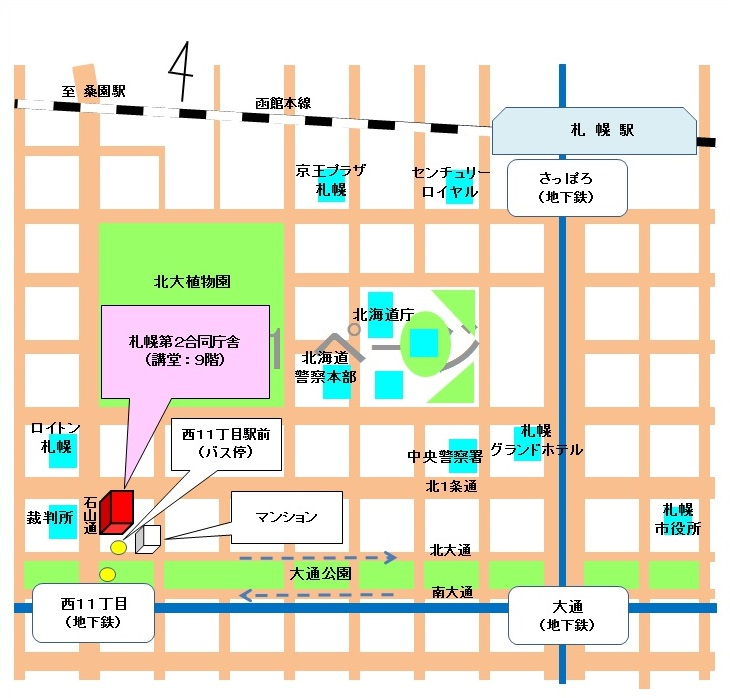 至 桑園駅
函館本線
札 幌 駅
京王プラザ
札幌
センチュリー
ロイヤル
さっぽろ
（地下鉄）
北大植物園
札幌第２合同庁舎
（講堂：９階）
1 ページ
北海道庁
北海道
警察本部
ロイトン
札幌
西１１丁目駅前
（バス停）
札幌
グランドホテル
中央警察署
北１条通
石山通
裁判所
マンション
札幌
市役所
北大通
大通公園
南大通
西１１丁目
（地下鉄）
大通
（地下鉄）